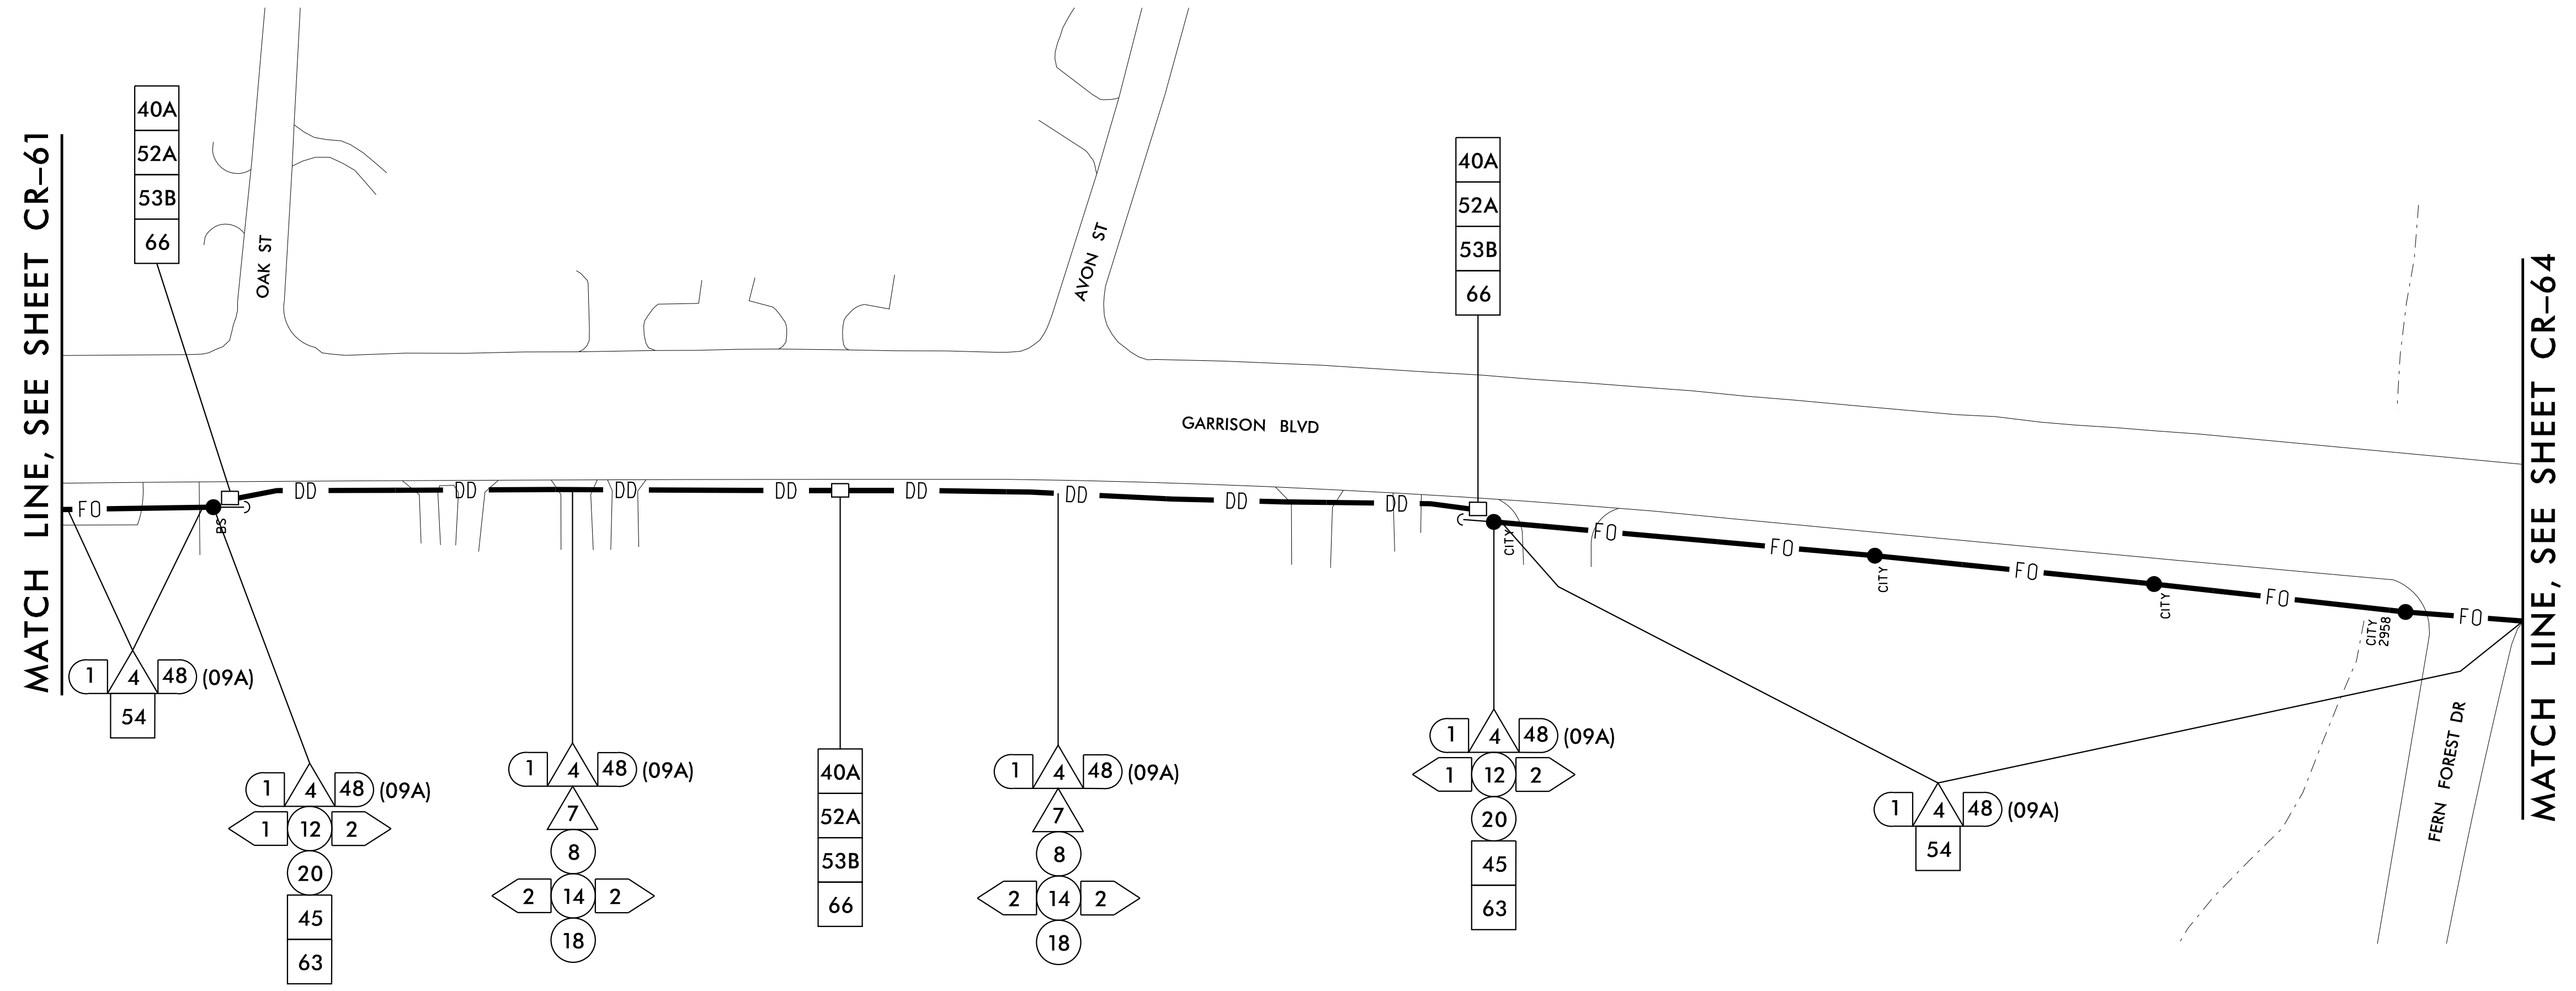 MATCH LINE, SEE SHEET CR-61
40A
52A
53B
66
OAK ST
AVON ST
40A
52A
53B
66
GARRISON BLVD
FO
BS
DD
DD
DD
DD
DD
DD
DD
DD
CITY
FO
FO
FO
FO
FO
CITY
CITY
CITY
2958
1 4 48 (09A)
54
1 4 48 (09A)
1 12 2
20
45
63
1 4 48 (09A)
7
8
2 14 2
18
40A
52A
53B
66
1 4 48 (09A)
7
8
2 14 2
18
1 4 48 (09A)
1 12 2
20
45
63
1 4 48 (09A)
54
FERN FOREST DR
MATCH LINE, SEE SHEET CR-64